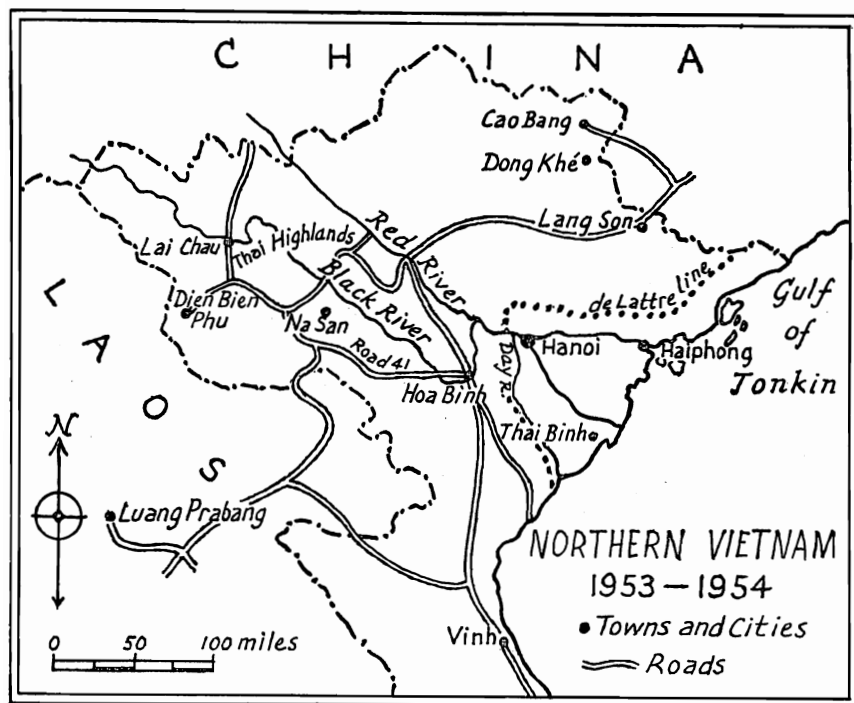 CHINA
Cao Bang
Dong Khé
Lang Son
Red River
Lai Chau
Thai Highlands
Black River
de Lattre line
Gulf
of
Tonkin
Dien Bien
Phu
Na San
Hanoi
Haiphong
Road 41
Day R.
Hoa Binh
Thai Binh
LAOS
N
Luang Prabang
NORTHERN VIETNAM
1953 — 1954
Towns and Cities
Roads
Vinh
0 50 100 miles